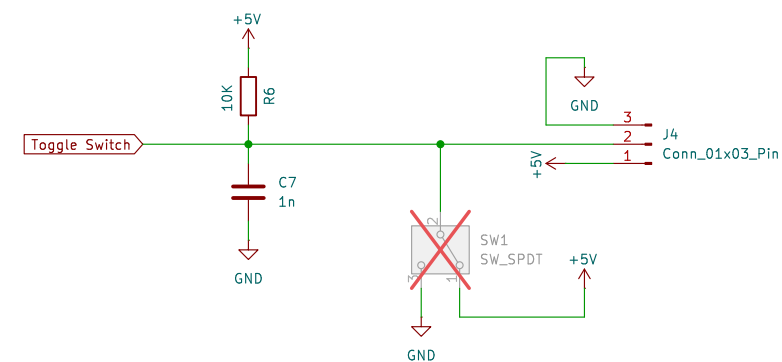 +5V
10K
R6
GND
3
J4
Toggle Switch
2
Conn_01x03_Pin
+5V
1
C7
1n
2
SW1
SW_SPDT
+5V
3
1
GND
GND